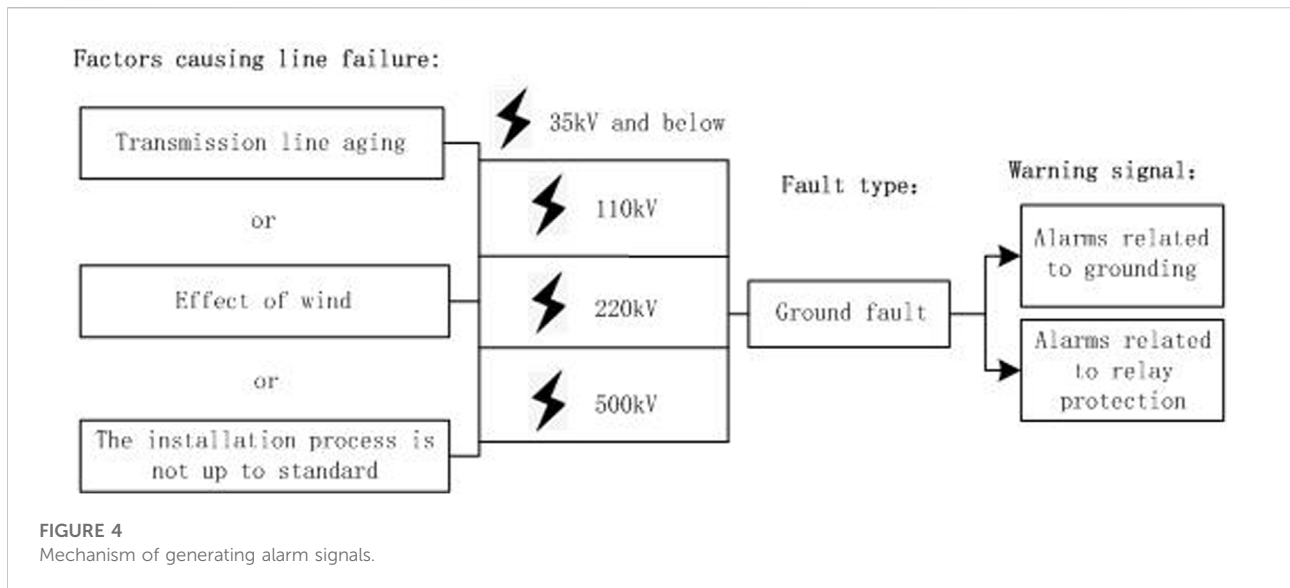 Factors causing line failure:
Transmission line aging
or
Effect of wind
or
The installation process is
not up to standard
35kV and below
110kV
220kV
500kV
Fault type:
Ground fault
Warning signal:
Alarms related
to grounding
Alarms related
to relay
protection
FIGURE 4
Mechanism of generating alarm signals.